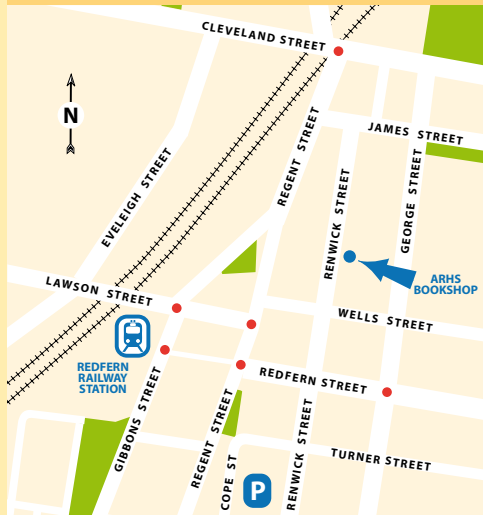 CLEVELAND STREET
N
JAMES STREET
REGENT STREET
EVELEIGH STREET
RENWICK STREET
GEORGE STREET
ARHS
BOOKSHOP
LAWSON STREET
WELLS STREET
REDFERN
RAILWAY
STATION
REDFERN STREET
GIBBONS STREET
REGENT STREET
RENWICK STREET
TURNER STREET
COPE ST
P